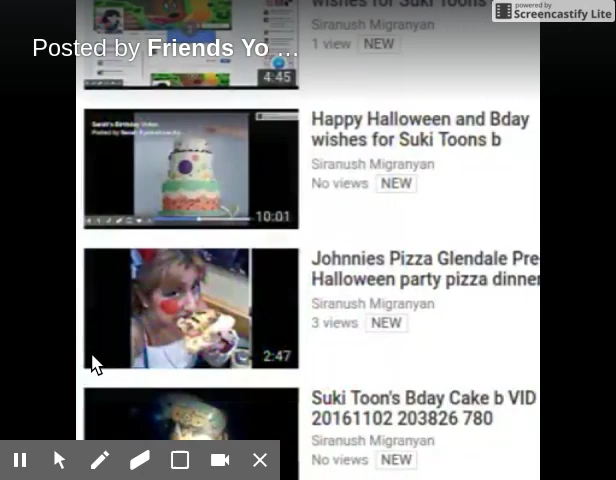 powered by
Screencastify Lite
wishes for Suki Toons
Siranush Migranyan
1 view NEW
Posted by Friends Yo ...
4:45
Happy Halloween and Bday
wishes for Suki Toons b
Siranush Migranyan
No views NEW
Sarah's Birthday Video
10:01
Johnnies Pizza Glendale Pre
Halloween party pizza dinner
Siranush Migranyan
3 views NEW
2:47
Suki Toon's Bday Cake b VID
20161102 203826 780
Siranush Migranyan
No views NEW